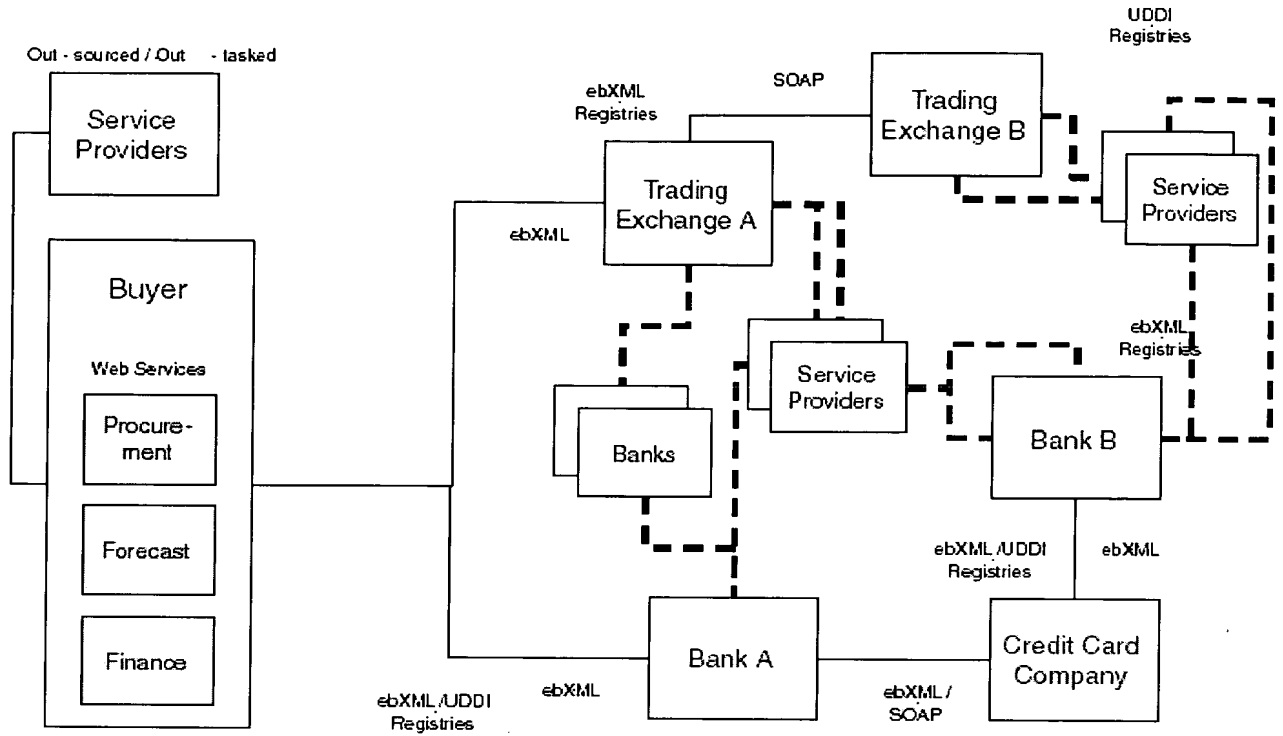 UDDI
Registries
Out - sourced / Out - tasked
SOAP
ebXML
Registries
Service
Providers
Trading
Exchange B
Trading
Exchange A
Service
Providers
ebXML
Buyer
ebXML
Registries
Web Services
Service
Providers
Procure-
ment
Banks
Bank B
Forecast
ebXML/UDDI
Registries
ebXML
Finance
Bank A
Credit Card
Company
ebXML
ebXML/UDDI
Registries
ebXML /
SOAP